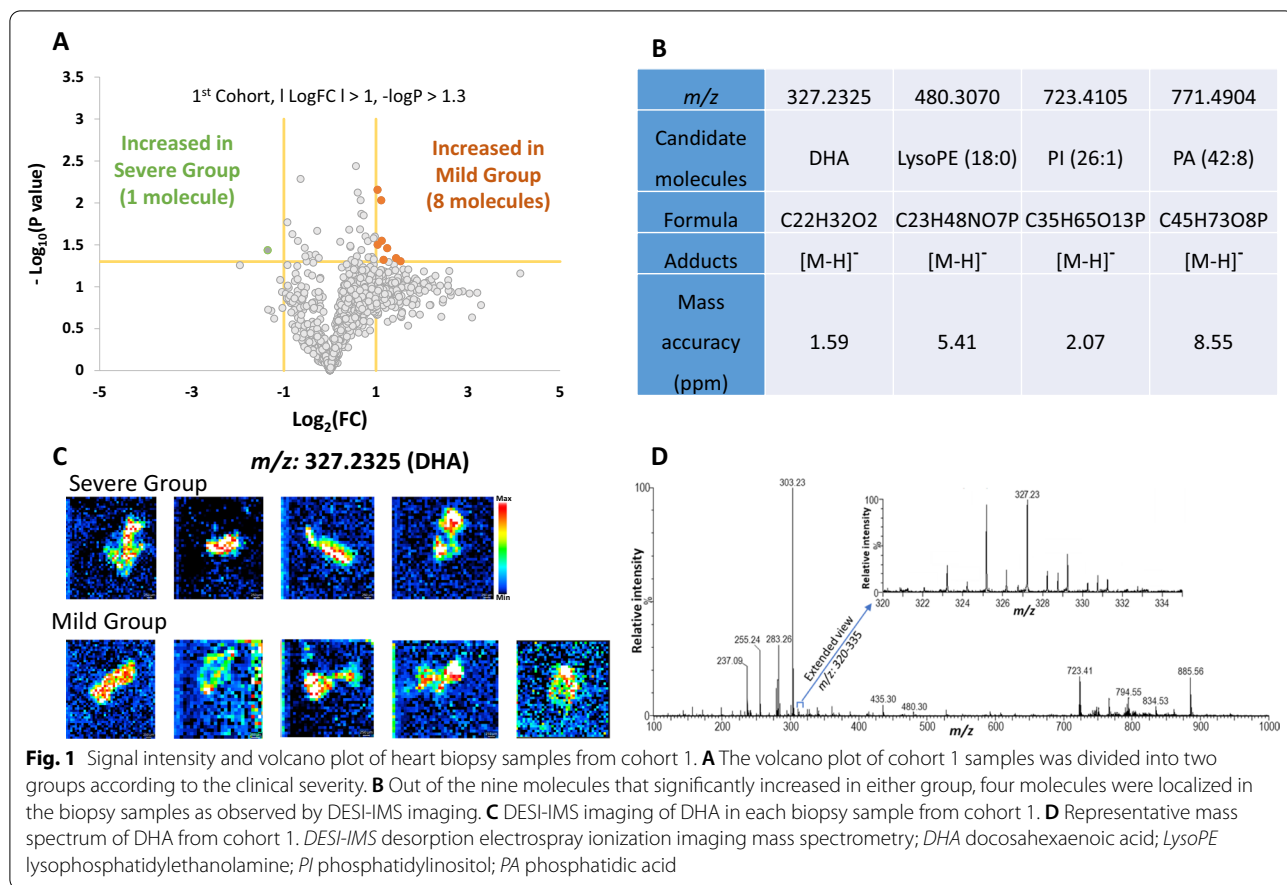 A
1st Cohort, l LogFC l > 1, -logP > 1.3
Increased in
Severe Group
(1 molecule)
Increased in
Mild Group
(8 molecules)
- Log10(P value)
3.5
3
2.5
2
1.5
1
0.5
0
-5
-3
-1
1
3
5
Log2(FC)
B
m/z 327.2325 480.3070 723.4105 771.4904
Candidate
molecules DHA LysoPE (18:0) PI (26:1) PA (42:8)
Formula C22H32O2 C23H48NO7P C35H65O13P C45H73O8P
Adducts [M-H]- [M-H]- [M-H]- [M-H]-
Mass
accuracy 1.59 5.41 2.07 8.55
(ppm)
C
m/z: 327.2325 (DHA)
Severe Group
Max
Min
Mild Group
D
Relative intensity
%
100
0
303.23
255.24
283.26
237.09
435.30
480.30
723.41
794.55
834.53
885.56
100 200 300 400 500 600 700 800 900 1000
m/z
Extended view
m/z: 320-335
Relative intensity
%
100
0
327.23
320 322 324 326 328 330 332 334
m/z
Fig. 1 Signal intensity and volcano plot of heart biopsy samples from cohort 1. A The volcano plot of cohort 1 samples was divided into two
groups according to the clinical severity. B Out of the nine molecules that significantly increased in either group, four molecules were localized in
the biopsy samples as observed by DESI-IMS imaging. C DESI-IMS imaging of DHA in each biopsy sample from cohort 1. D Representative mass
spectrum of DHA from cohort 1. DESI-IMS desorption electrospray ionization imaging mass spectrometry; DHA docosahexaenoic acid; LysoPE
lysophosphatidylethanolamine; PI phosphatidylinositol; PA phosphatidic acid